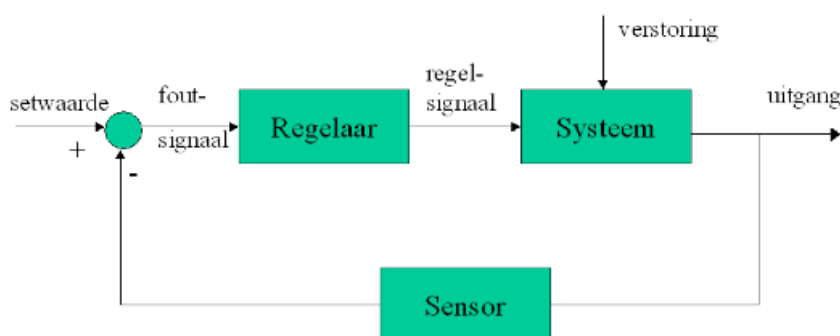 verstoring
setwaarde
fout-
signaal
regel-
signaal
uitgang
+
-
Regelaar
Systeem
Sensor